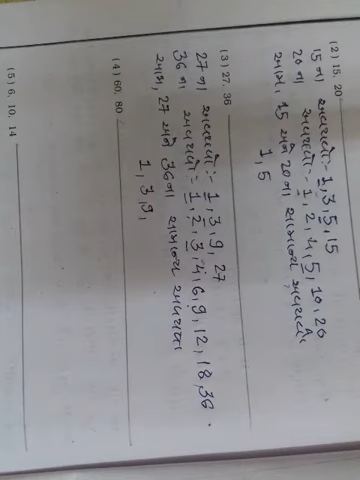 (2) 15, 20
15 ના અવયવો:- 1, 3, 5, 15
20 ના અવયવો:- 1, 2, 4, 5, 10, 20
આમ, 15 અને 20 ના સામાન્ય અવયવો
1, 5
(3) 27, 36
27 ના અવયવો:- 1, 3, 9, 27
36 ના અવયવો:- 1, 2, 3, 4, 6, 9, 12, 18, 36.
આમ, 27 અને 36 ના સામાન્ય અવયવો
1, 3, 9,
(4) 60, 80
(5) 6, 10, 14